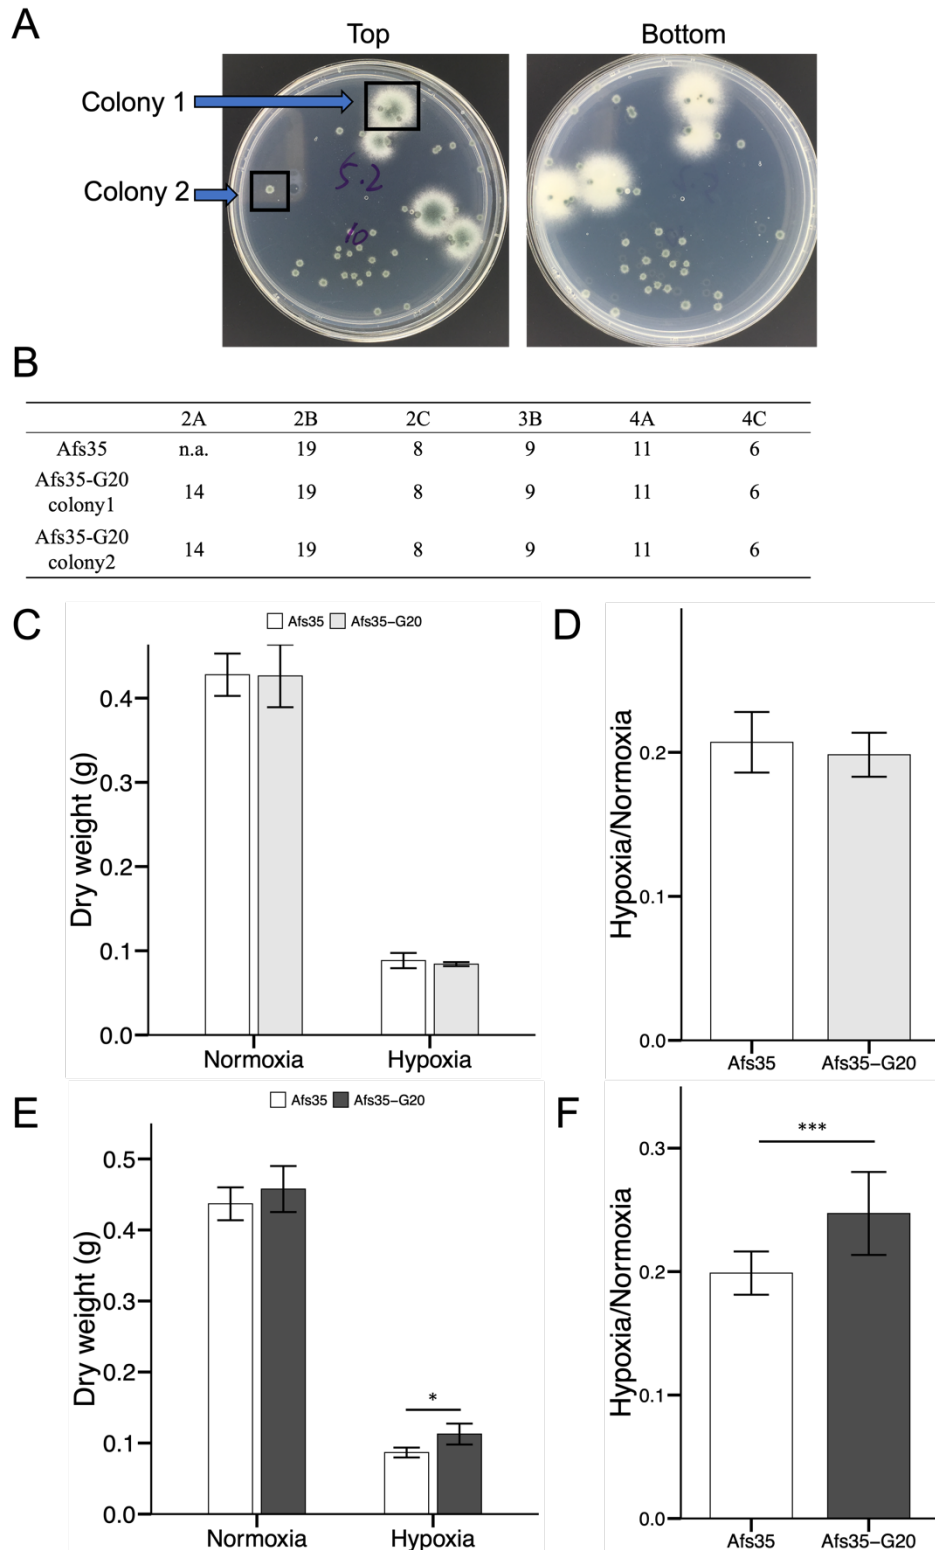 A
Top
Bottom
Colony 1
Colony 2
5.2
10
B
2A 2B 2C 3B 4A 4C
Afs35 n.a. 19 8 9 11 6
Afs35-G20
colony1 14 19 8 9 11 6
Afs35-G20
colony2 14 19 8 9 11 6
C
Afs35 Afs35−G20
Dry weight (g)
0.4
0.3
0.2
0.1
0.0
Normoxia Hypoxia
D
Hypoxia/Normoxia
0.2
0.1
0.0
Afs35 Afs35−G20
E
Afs35 Afs35−G20
Dry weight (g)
0.5
0.4
0.3
0.2
0.1
0.0
*
Normoxia Hypoxia
F
Hypoxia/Normoxia
***
0.3
0.2
0.1
0.0
Afs35 Afs35−G20